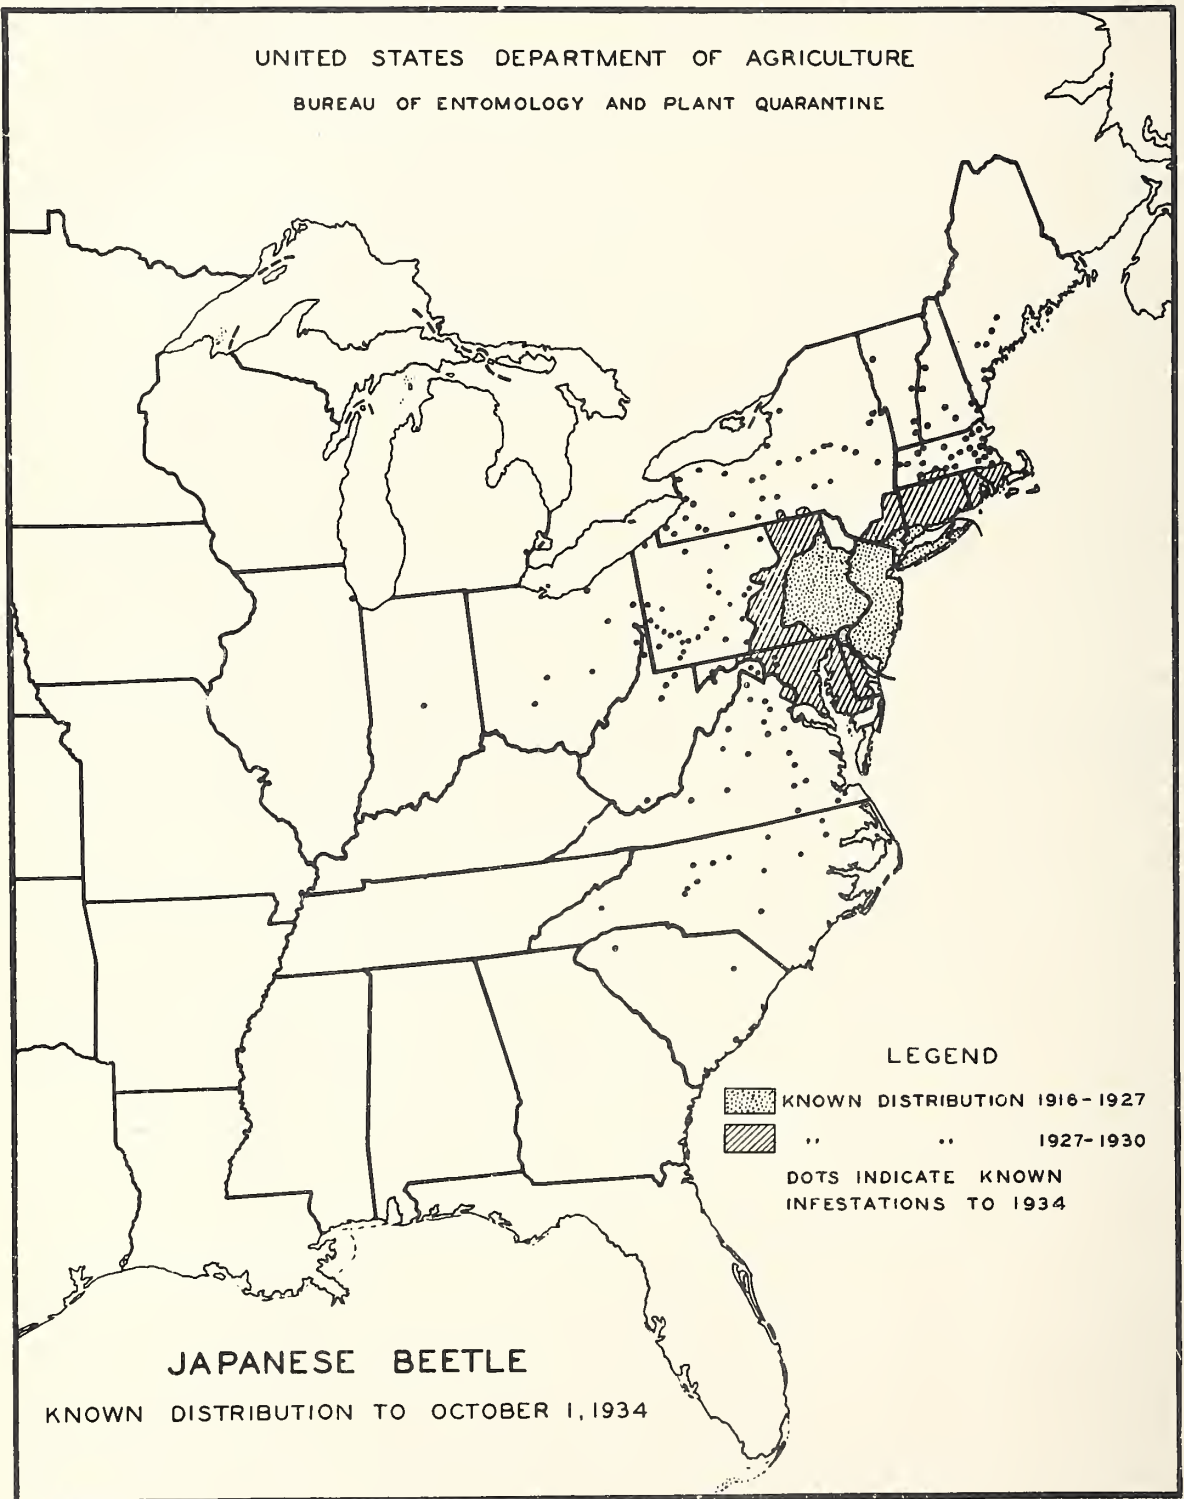 UNITED STATES DEPARTMENT OF AGRICULTURE
BUREAU OF ENTOMOLOGY AND PLANT QUARANTINE
LEGEND
KNOWN DISTRIBUTION 1916-1927
" " 1927-1930
DOTS INDICATE KNOWN
INFESTATIONS TO 1934
JAPANESE BEETLE
KNOWN DISTRIBUTION TO OCTOBER 1, 1934